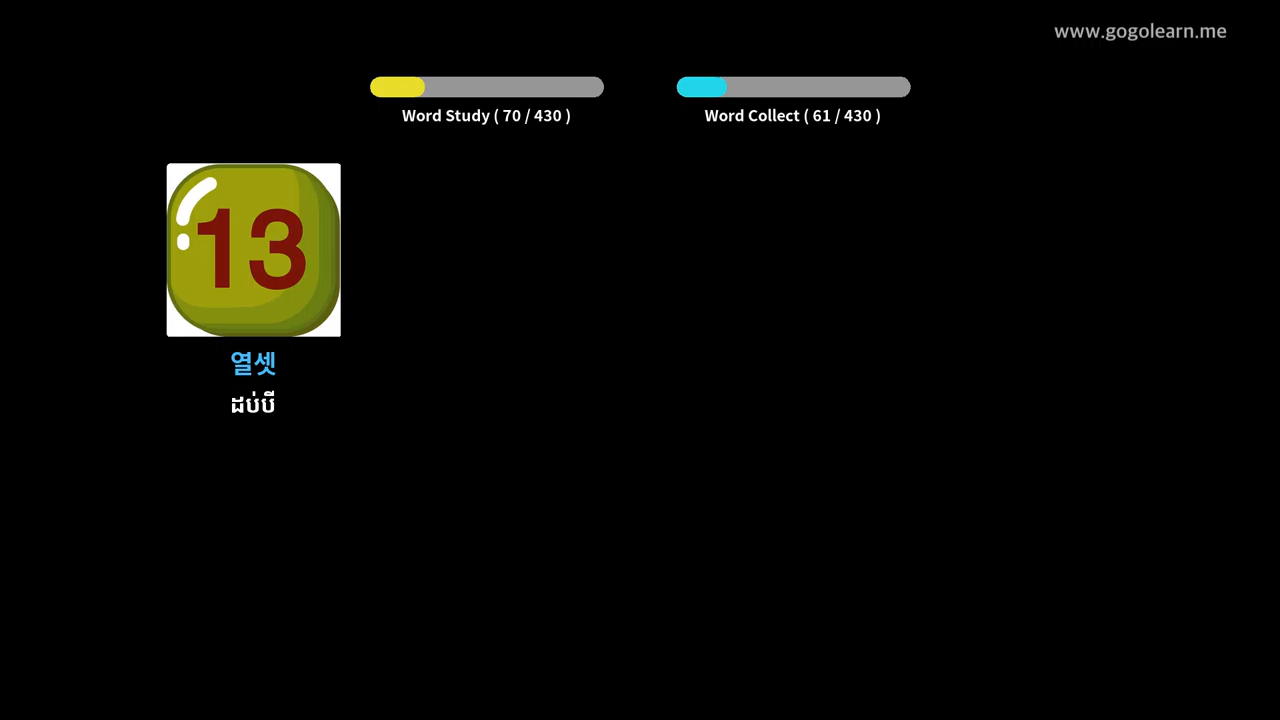 www.gogolearn.me
Word Study ( 70 / 430 )
Word Collect ( 61 / 430 )
13
열셋
ដប់បី